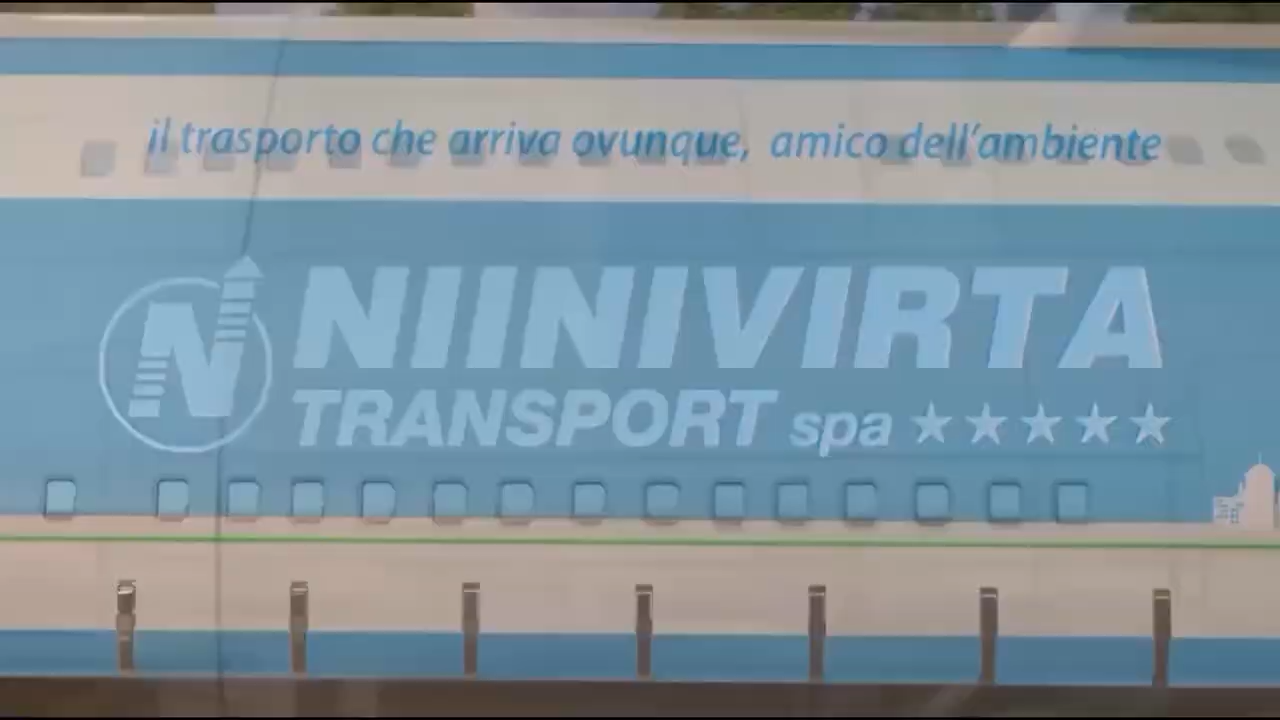 il trasporto che arriva ovunque, amico dell'ambiente
N NIINIVIRTA
TRANSPORT spa ★★★★★